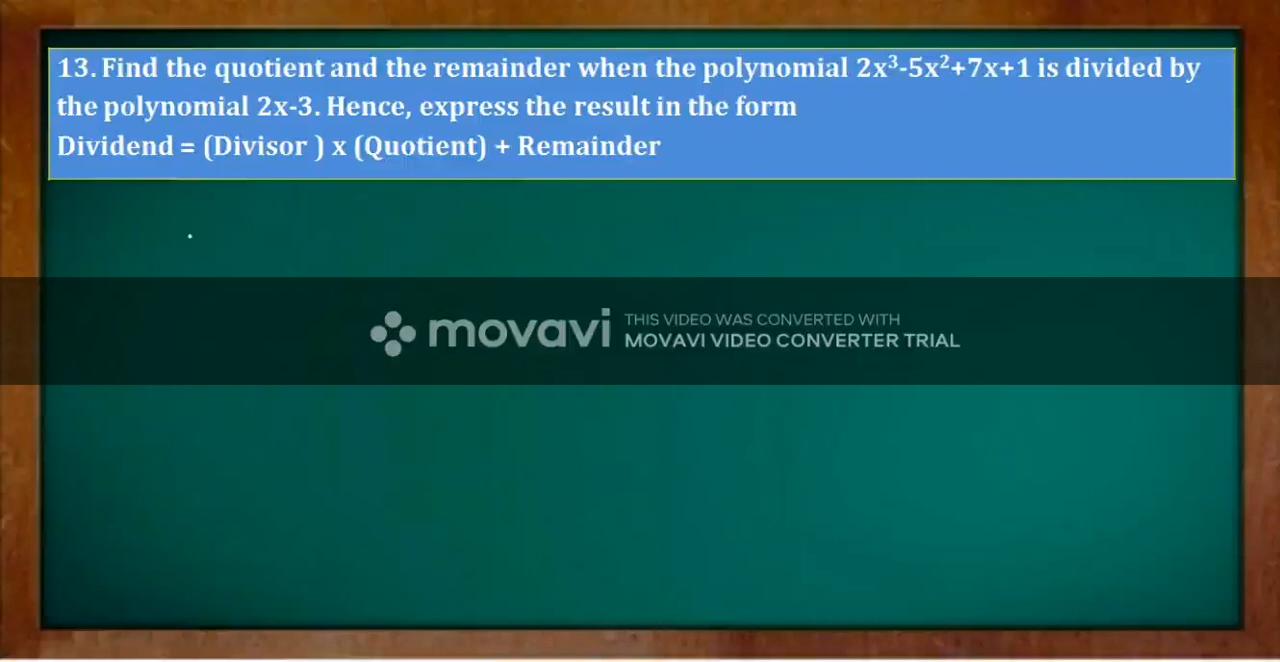 13. Find the quotient and the remainder when the polynomial 2x³-5x²+7x+1 is divided by
the polynomial 2x-3. Hence, express the result in the form
Dividend = (Divisor ) x (Quotient) + Remainder
movavi
THIS VIDEO WAS CONVERTED WITH
MOVAVI VIDEO CONVERTER TRIAL